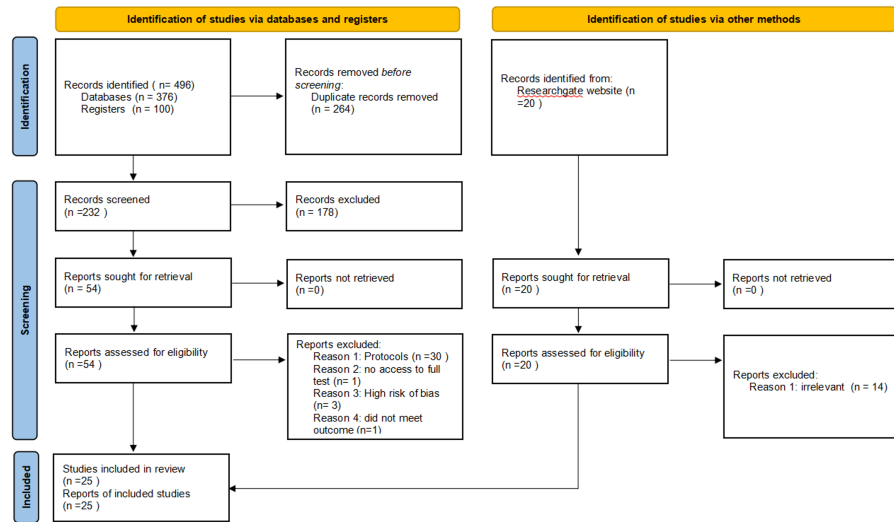 Identification of studies via databases and registers
Identification of studies via other methods
Identification
Records identified ( n= 496)
Databases (n = 376)
Registers (n = 100)
Records removed before
screening:
Duplicate records removed
(n = 264)
Records identified from:
Researchgate website (n
=20 )
Screening
Records screened
(n =232 )
Records excluded
(n = 178)
Reports sought for retrieval
(n = 54)
Reports not retrieved
(n =0)
Reports sought for retrieval
(n =20 )
Reports not retrieved
(n =0 )
Reports assessed for eligibility
(n =54 )
Reports excluded:
Reason 1: Protocols (n =30 )
Reason 2: no access to full
test (n= 1)
Reason 3: High risk of bias
(n= 3)
Reason 4: did not meet
outcome (n=1)
Reports assessed for eligibility
(n =20 )
Reports excluded:
Reason 1: irrelevant (n = 14)
Included
Studies included in review
(n =25 )
Reports of included studies
(n =25 )